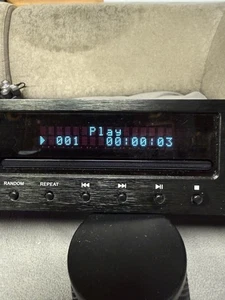 Play
▶ 001 00:00:03
RANDOM REPEAT ⏮ ⏭ ⏯ ⏹